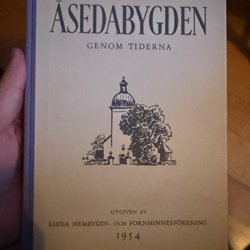 ÅSEDABYGDEN
GENOM TIDERNA
UTGIVEN AV
ÅSEDA HEMBYGDS- OCH FORNMINNESFÖRENING
1954